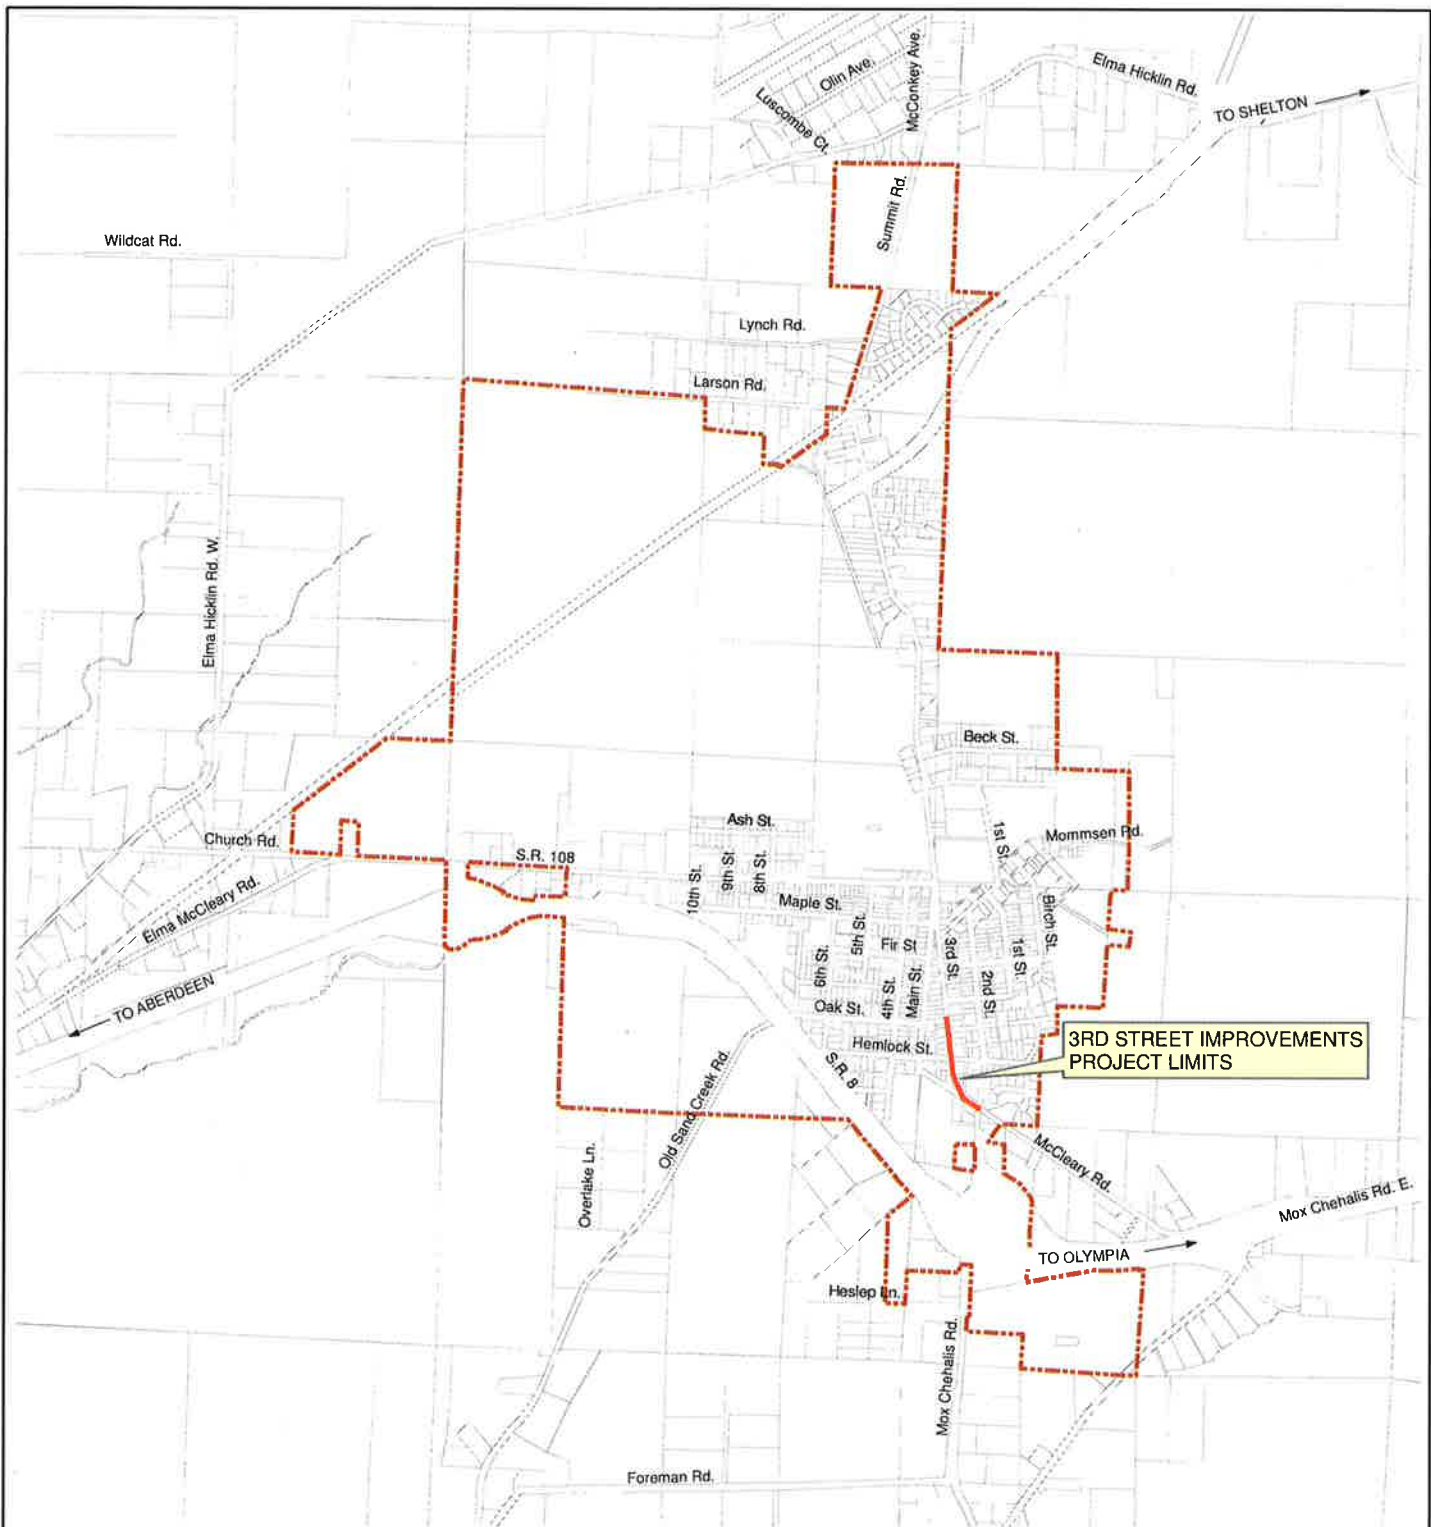 Olin Ave.
McConkey Ave.
Elma Hicklin Rd.
Luscombe Ct.
TO SHELTON
Summit Rd.
Wildcat Rd.
Lynch Rd.
Larson Rd.
Elma Hicklin Rd. W.
Beck St.
Ash St.
1st St.
Mommsen Rd.
Church Rd.
S.R. 108
10th St.
9th St
8th St.
Maple St.
Elma McCleary Rd.
Birch St.
5th St.
Fir St
3rd St.
1st St.
6th St.
4th St.
Main St.
2nd St.
TO ABERDEEN
Oak St.
Hemlock St.
3RD STREET IMPROVEMENTS
PROJECT LIMITS
S.R. 8
Old Sand Creek Rd.
Overlake Ln.
McCleary Rd.
Mox Chehalis Rd. E.
TO OLYMPIA
Heslep Ln.
Mox Chehalis Rd.
Foreman Rd.